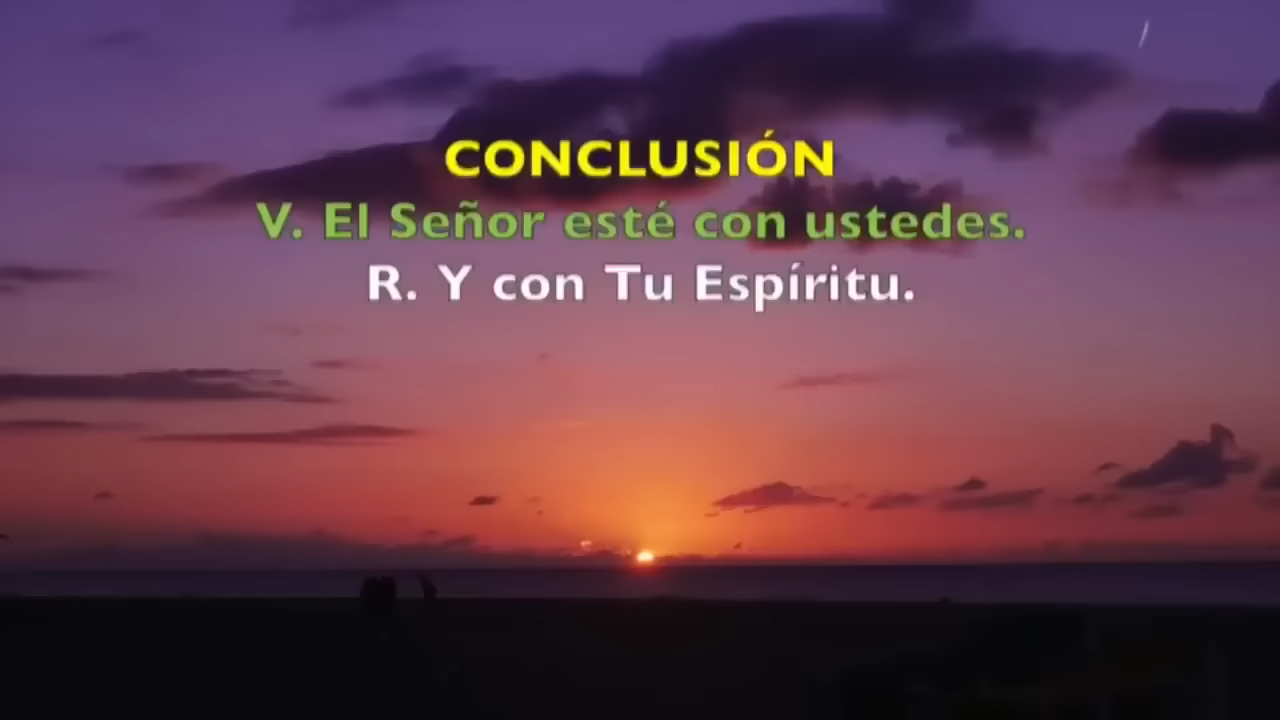 CONCLUSIÓN
V. El Señor esté con ustedes.
R. Y con Tu Espíritu.